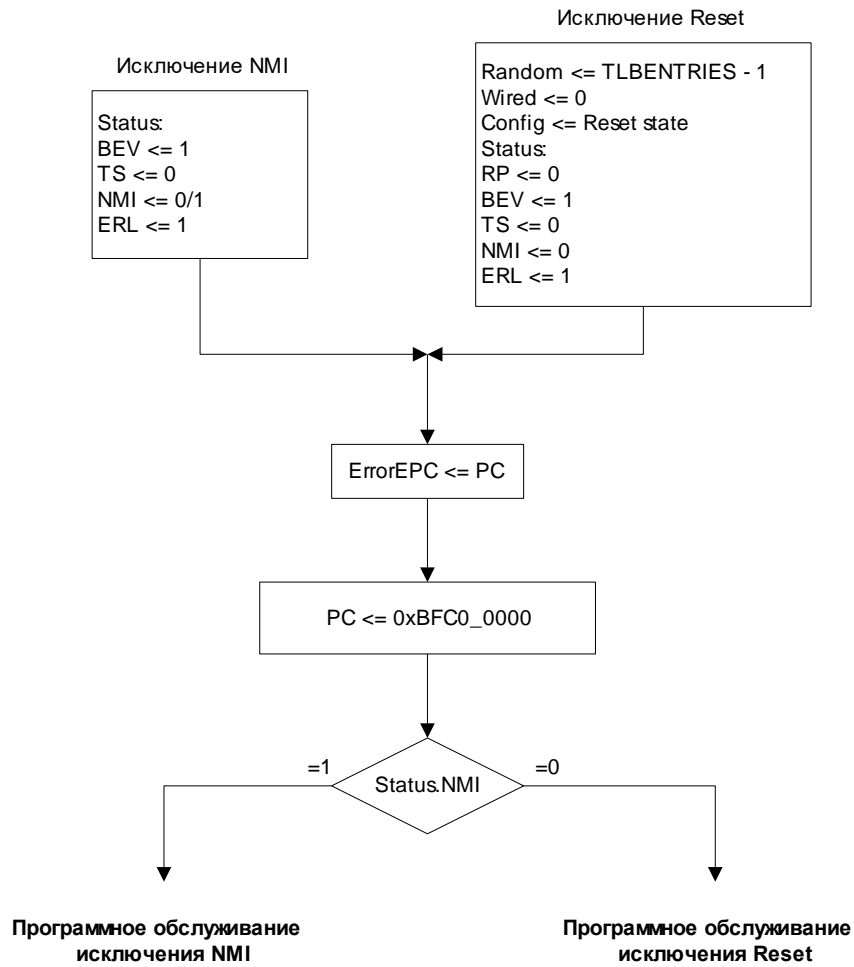 Исключение Reset
Исключение NMI
Random <= TLBENTRIES - 1
Wired <= 0
Config <= Reset state
Status:
RP <= 0
BEV <= 1
TS <= 0
NMI <= 0
ERL <= 1
Status:
BEV <= 1
TS <= 0
NMI <= 0/1
ERL <= 1
ErrorEPC <= PC
PC <= 0xBFC0_0000
=1
Status.NMI
=0
Программное обслуживание
исключения NMI
Программное обслуживание
исключения Reset